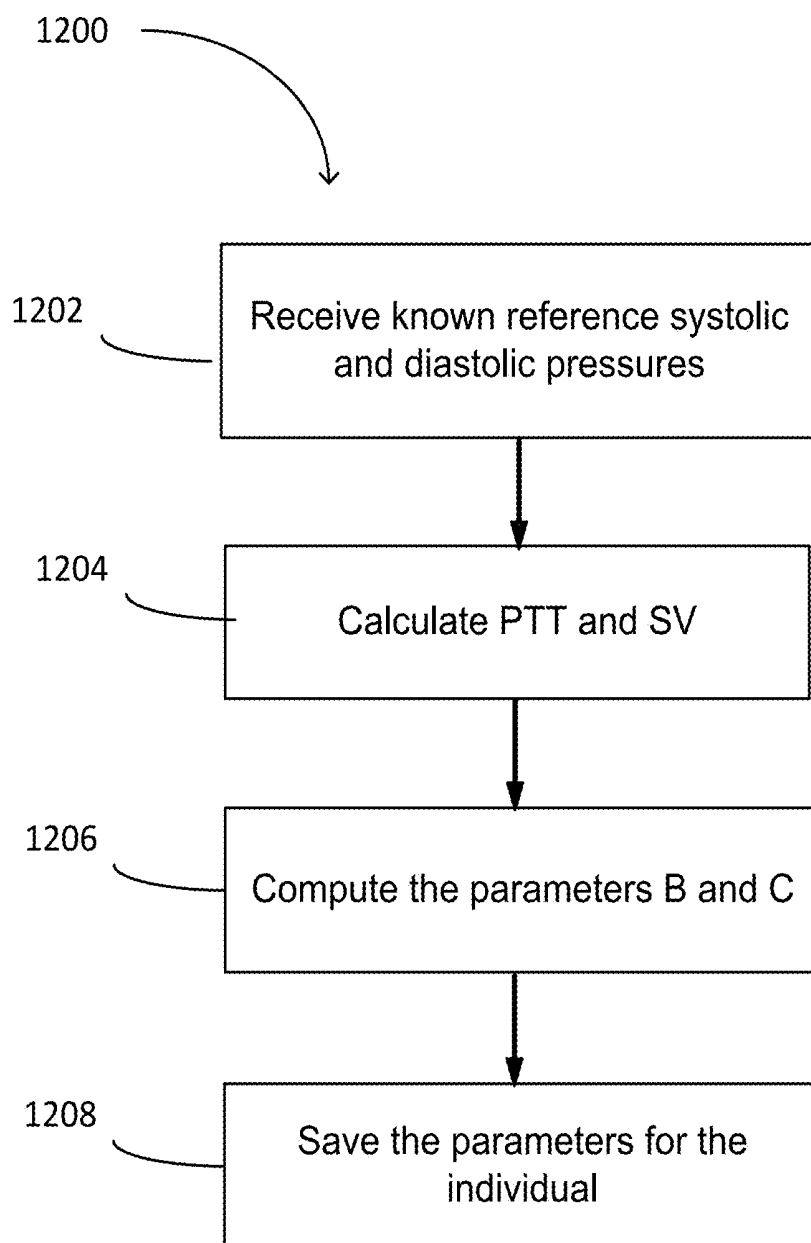 1200
1202
Receive known reference systolic
and diastolic pressures
1204
Calculate PTT and SV
1206
Compute the parameters B and C
1208
Save the parameters for the
individual